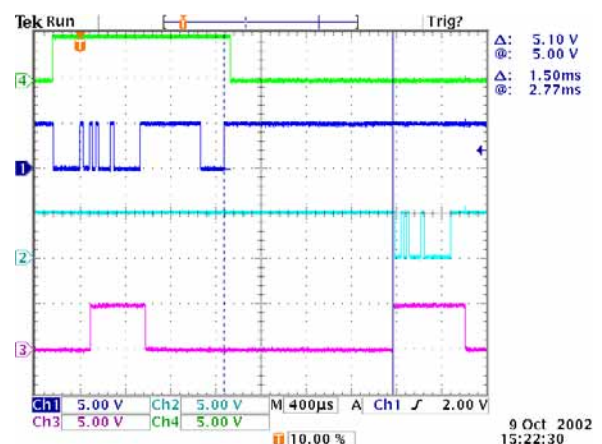 Tek Run Trig?
T
T
Δ: 5.10 V
@: 5.00 V
Δ: 1.50ms
@: 2.77ms
4
1
2
3
Ch1 5.00 V Ch2 5.00 V M 400µs A Ch1 2.00 V
Ch3 5.00 V Ch4 5.00 V
T 10.00 %
9 Oct 2002
15:22:30